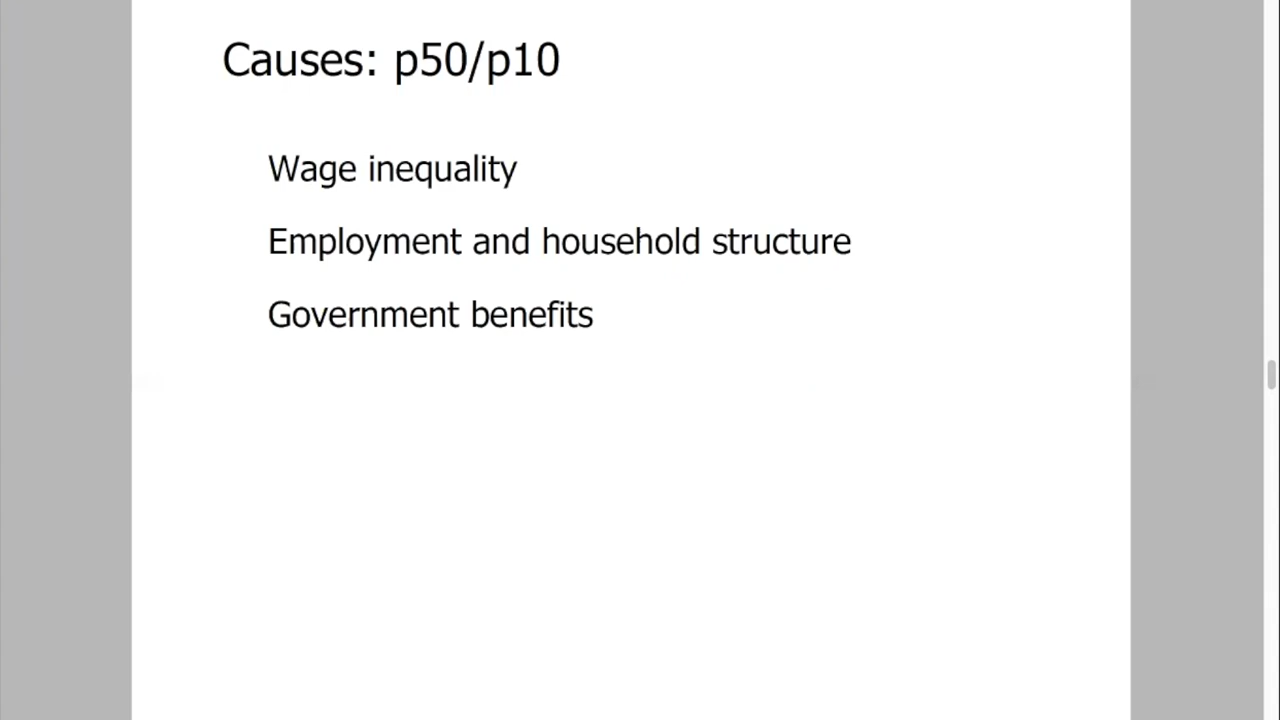 Causes: p50/p10
Wage inequality
Employment and household structure
Government benefits